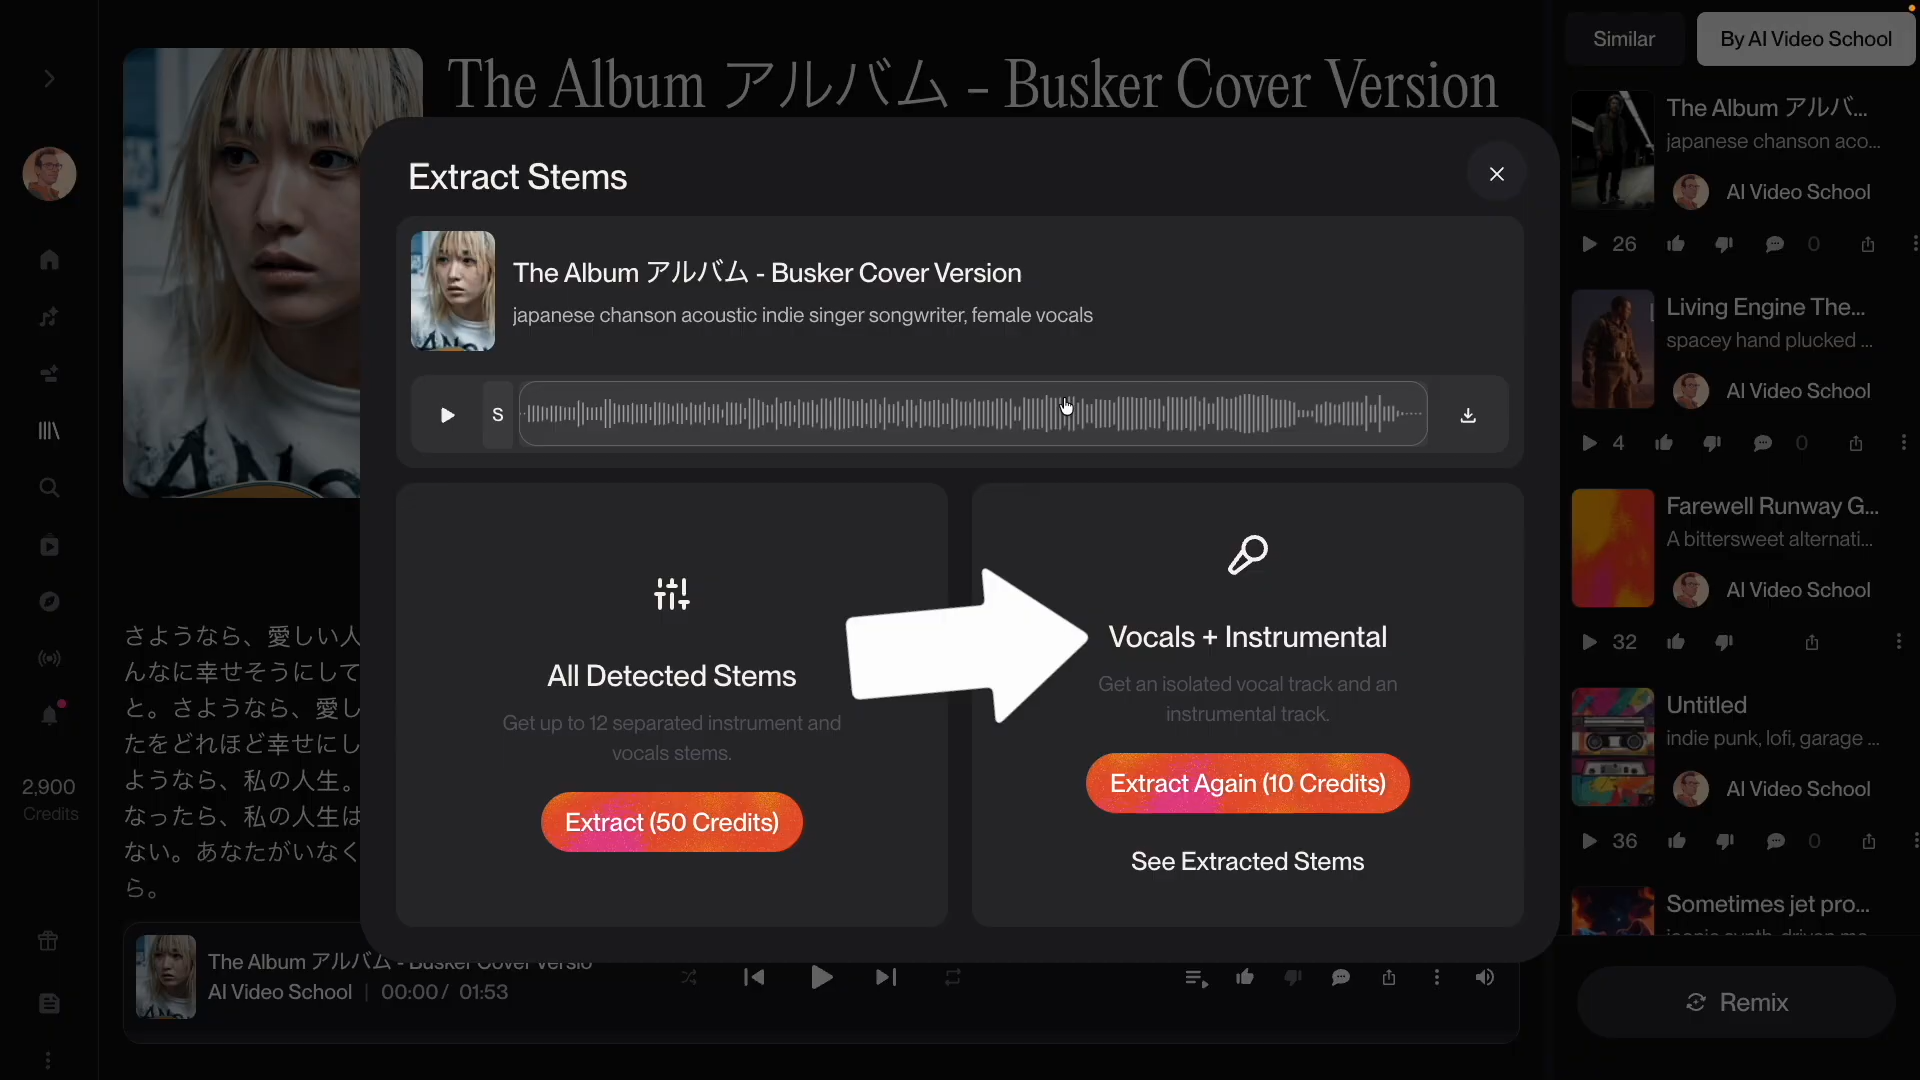 The Album アルバム - Busker Cover Version
Similar
By AI Video School
Extract Stems
The Album アルバム - Busker Cover Version
japanese chanson acoustic indie singer songwriter, female vocals
S
All Detected Stems
Get up to 12 separated instrument and
vocals stems.
Extract (50 Credits)
Vocals + Instrumental
Get an isolated vocal track and an
instrumental track.
Extract Again (10 Credits)
See Extracted Stems
2,900
Credits
さようなら、愛しい人
んなに幸せそうにして
と。さようなら、愛し
たをどれほど幸せにし
ようなら、私の人生。
なったら、私の人生は
ない。あなたがいなく
ら。
The Album アルバム - Busker Cover Versio
AI Video School | 00:00 / 01:53
The Album アルバ...
japanese chanson aco...
AI Video School
26
0
Living Engine The...
spacey hand plucked ...
AI Video School
4
0
Farewell Runway G...
A bittersweet alternati...
AI Video School
32
Untitled
indie punk, lofi, garage ...
AI Video School
36
0
Sometimes jet pro...
Remix